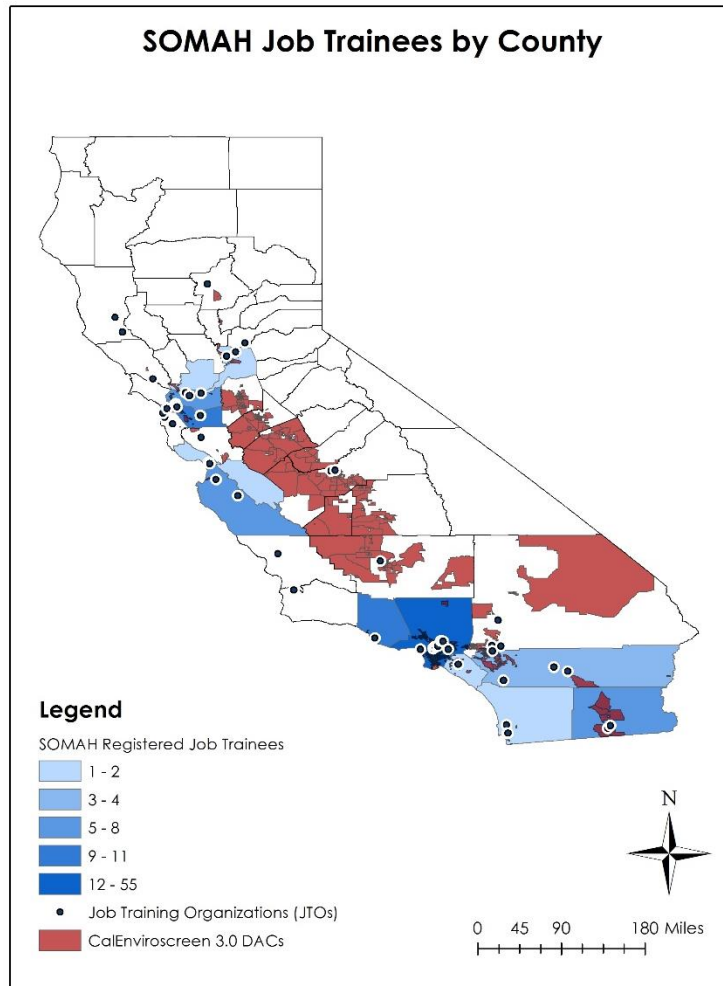 SOMAH Job Trainees by County
Legend
SOMAH Registered Job Trainees
1 - 2
3 - 4
5 - 8
9 - 11
12 - 55
Job Training Organizations (JTOs)
CalEnviroscreen 3.0 DACs
N
0 45 90 180 Miles